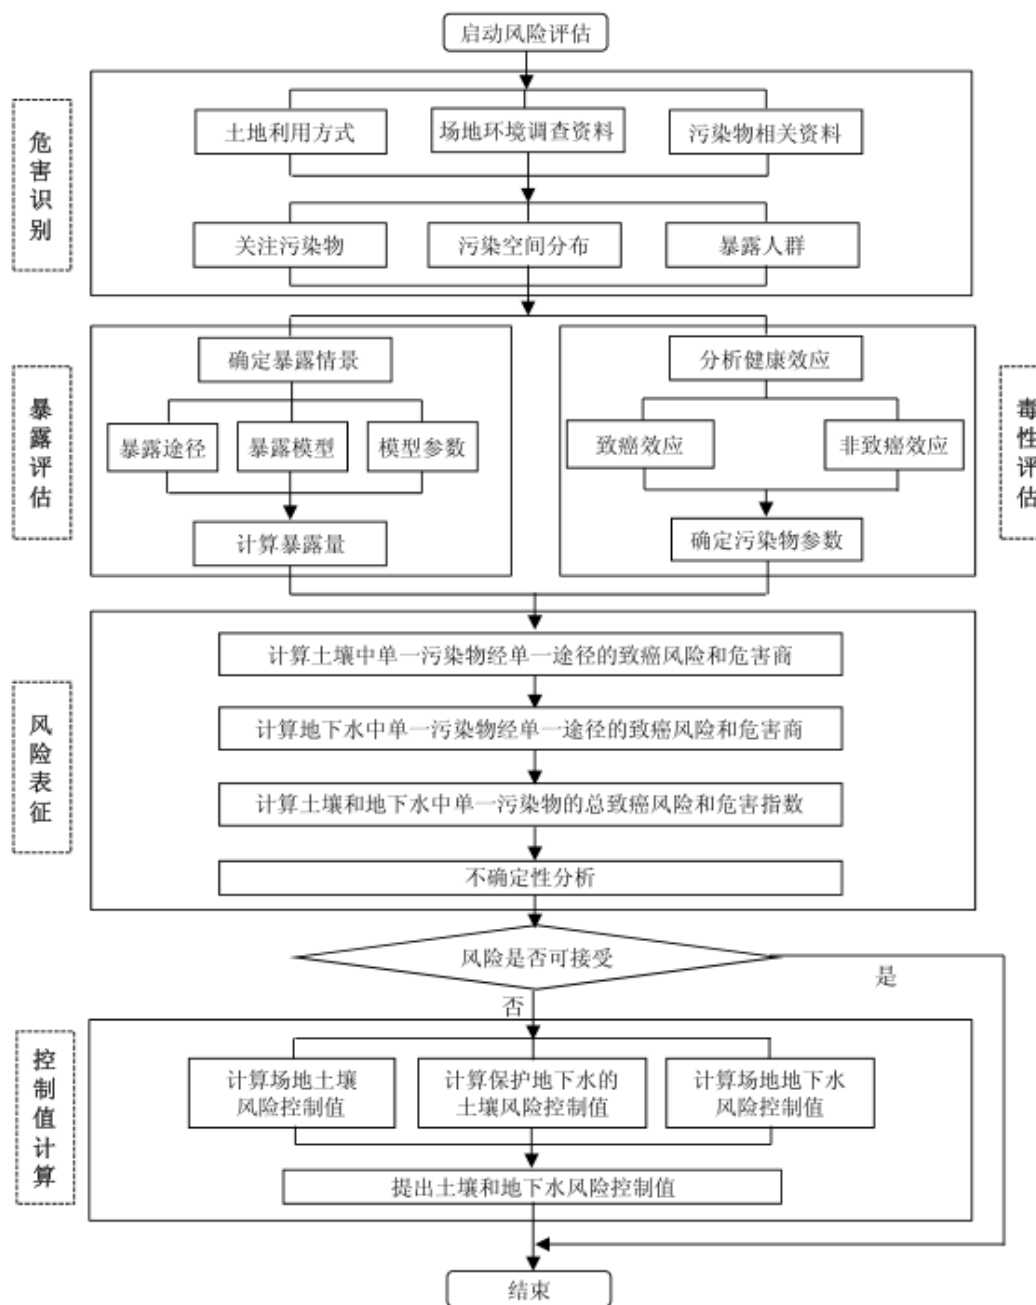 启动风险评估
危害识别
土地利用方式
场地环境调查资料
污染物相关资料
关注污染物
污染空间分布
暴露人群
暴露评估
确定暴露情景
暴露途径
暴露模型
模型参数
计算暴露量
分析健康效应
致癌效应
非致癌效应
确定污染物参数
毒性评估
风险表征
计算土壤中单一污染物经单一途径的致癌风险和危害商
计算地下水中单一污染物经单一途径的致癌风险和危害商
计算土壤和地下水中单一污染物的总致癌风险和危害指数
不确定性分析
风险是否可接受
是
否
控制值计算
计算场地土壤
风险控制值
计算保护地下水的
土壤风险控制值
计算场地地下水
风险控制值
提出土壤和地下水风险控制值
结束